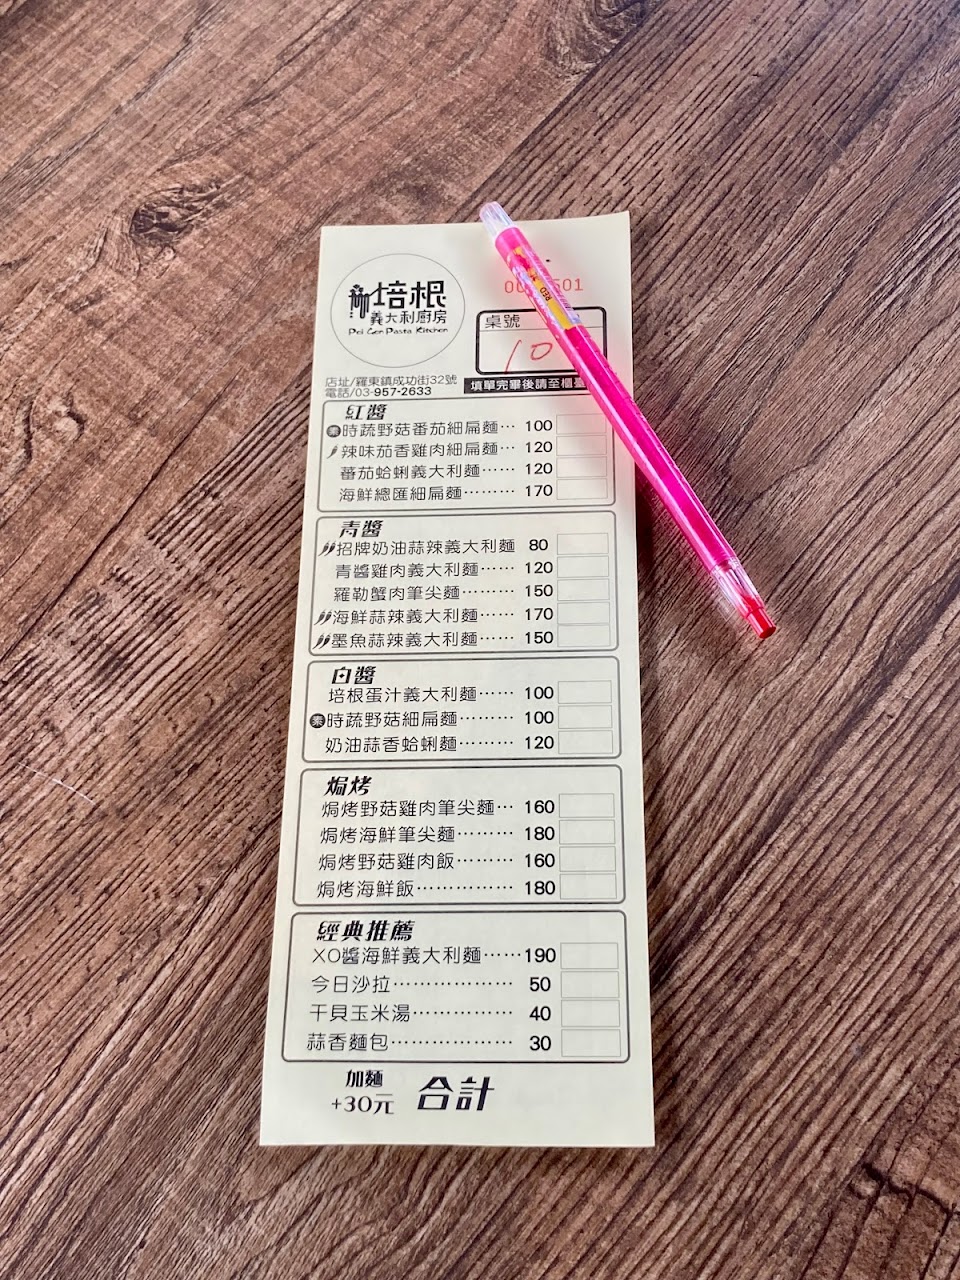 培根
義大利廚房
Pei Gen Pasta Kitchen
501
RED
桌號
10
店址/羅東鎮成功街32號
電話/03-957-2633
填單完畢後請至櫃臺
紅醬
素時蔬野菇番茄細扁麵… 100
辣味茄香雞肉細扁麵… 120
蕃茄蛤蜊義大利麵…… 120
海鮮總匯細扁麵……… 170
青醬
招牌奶油蒜辣義大利麵 80
青醬雞肉義大利麵…… 120
羅勒蟹肉筆尖麵……… 150
海鮮蒜辣義大利麵…… 170
墨魚蒜辣義大利麵…… 150
白醬
培根蛋汁義大利麵…… 100
素時蔬野菇細扁麵……… 100
奶油蒜香蛤蜊麵……… 120
焗烤
焗烤野菇雞肉筆尖麵… 160
焗烤海鮮筆尖麵……… 180
焗烤野菇雞肉飯……… 160
焗烤海鮮飯…………… 180
經典推薦
XO醬海鮮義大利麵……190
今日沙拉……………… 50
干貝玉米湯…………… 40
蒜香麵包……………… 30
加麵
+30元
合計